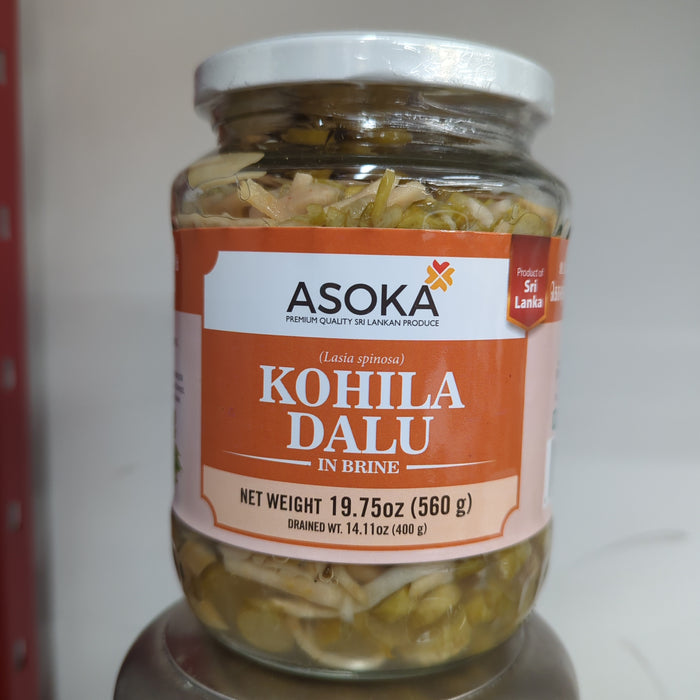 ASOKA
PREMIUM QUALITY SRI LANKAN PRODUCE
Product of
Sri
Lanka
(Lasia spinosa)
KOHILA
DALU
IN BRINE
NET WEIGHT 19.75oz (560 g)
DRAINED WT. 14.11oz (400 g)